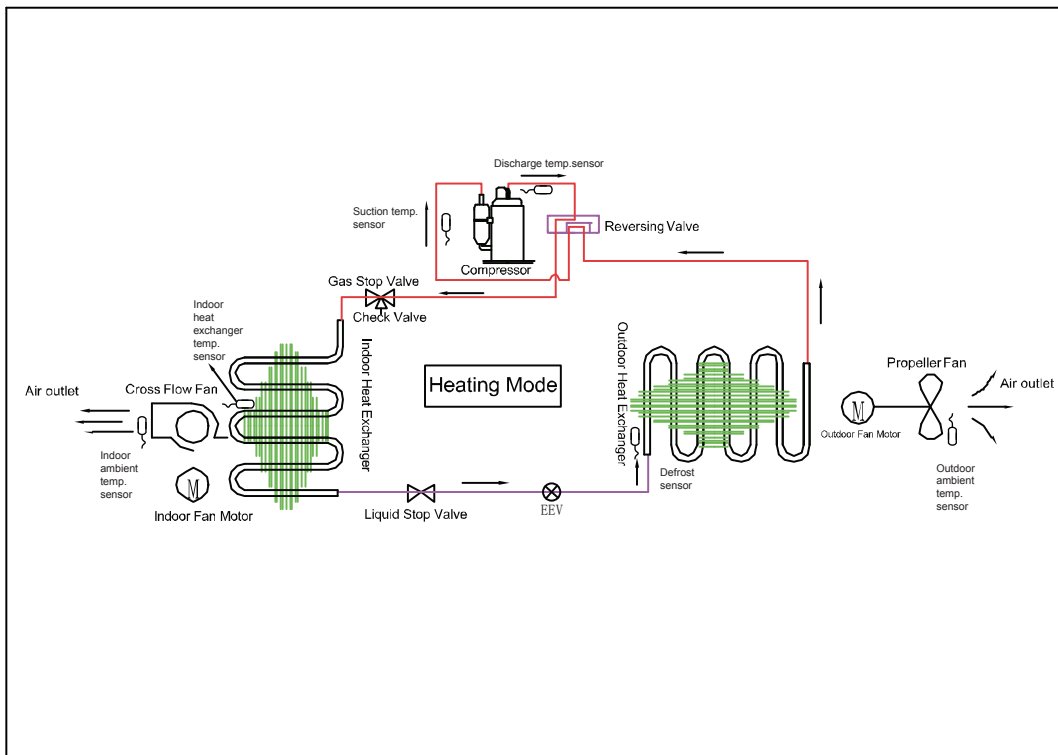 Discharge temp.sensor
Suction temp.
sensor
Reversing Valve
Compressor
Gas Stop Valve
Check Valve
Indoor
heat
exchanger
temp.
sensor
Indoor Heat Exchanger
Heating Mode
Outdoor Heat Exchanger
Propeller Fan
Air outlet
Cross Flow Fan
Air outlet
M
Outdoor Fan Motor
Indoor
ambient
temp.
sensor
M
Indoor Fan Motor
Liquid Stop Valve
EEV
Defrost
sensor
Outdoor
ambient
temp.
sensor